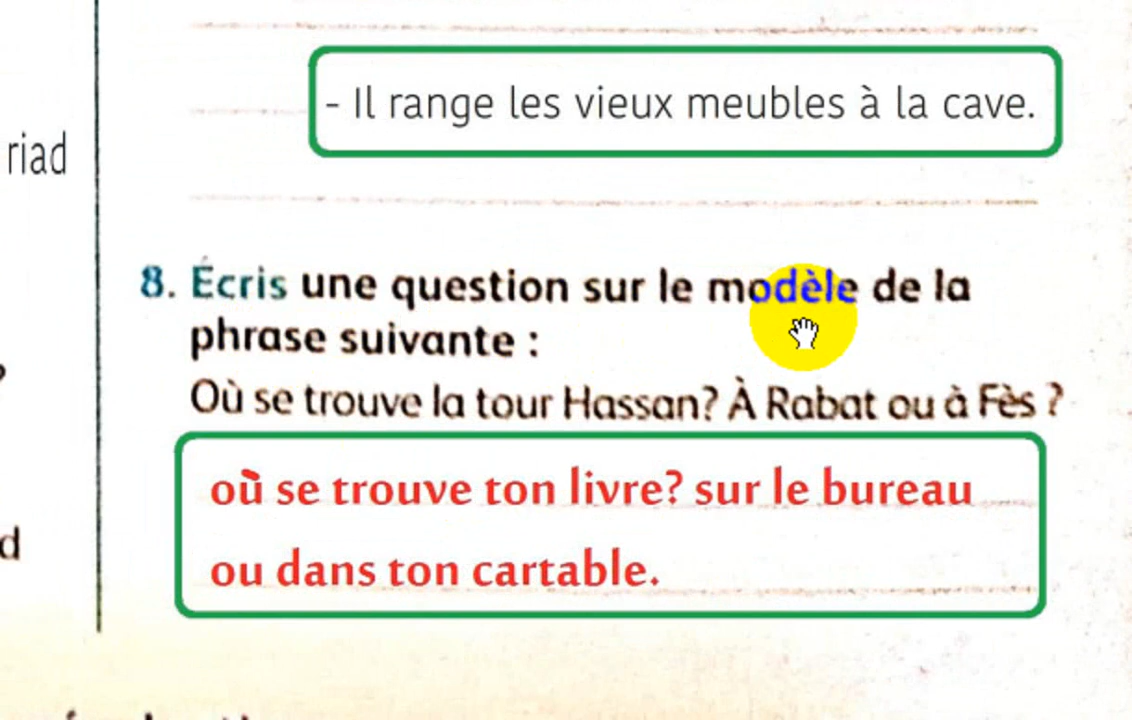 - Il range les vieux meubles à la cave.
riad
8. Écris une question sur le modèle de la
phrase suivante :
Où se trouve la tour Hassan? À Rabat ou à Fès ?
où se trouve ton livre? sur le bureau
ou dans ton cartable.
d